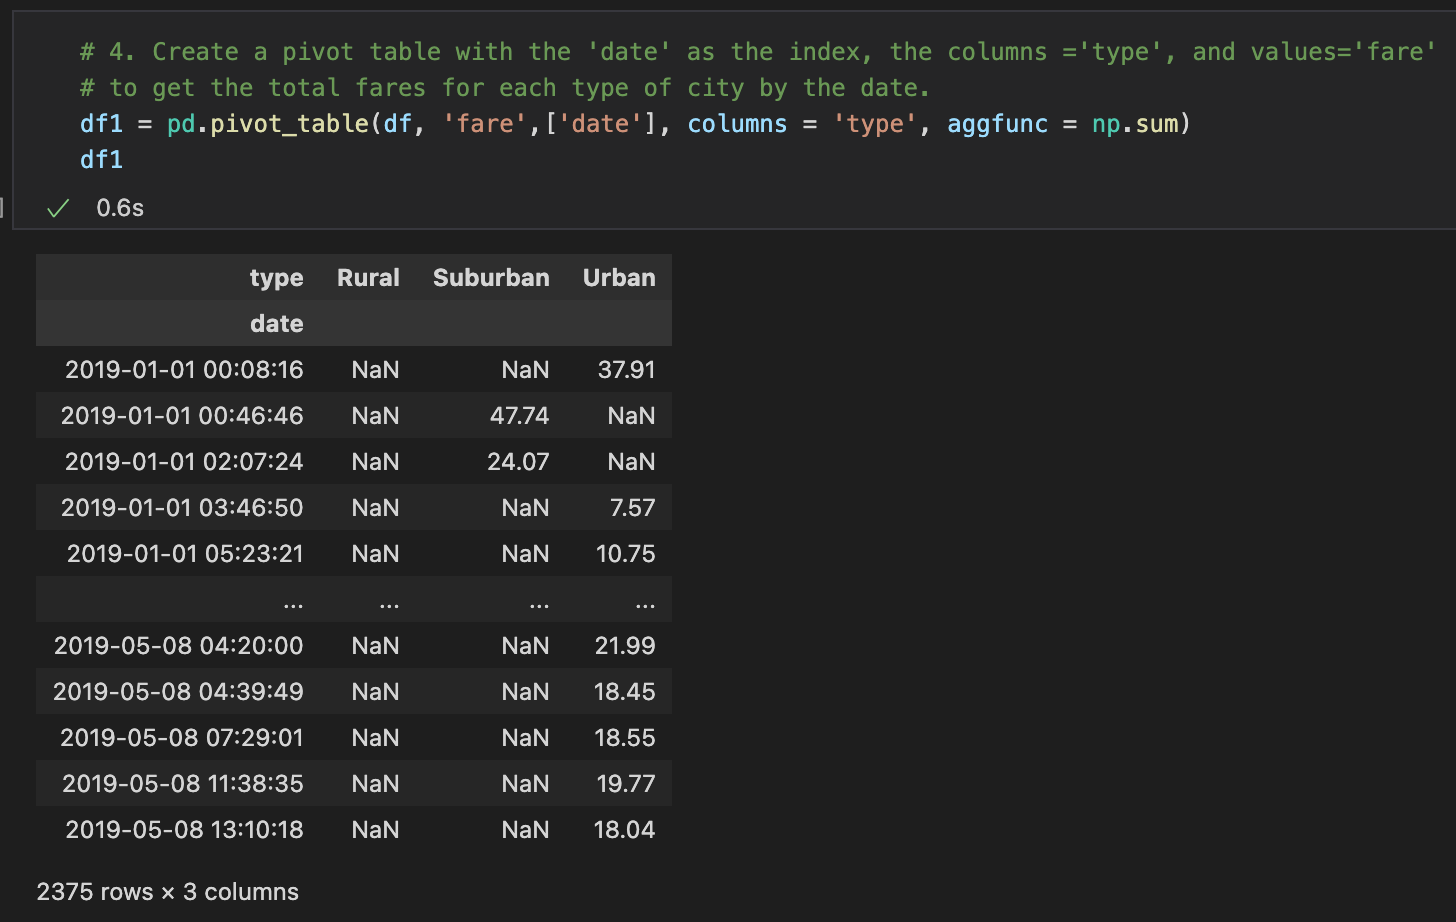 # 4. Create a pivot table with the 'date' as the index, the columns ='type', and values='fare'
# to get the total fares for each type of city by the date.
df1 = pd.pivot_table(df, 'fare',['date'], columns = 'type', aggfunc = np.sum)
df1
] ✓ 0.6s
type Rural Suburban Urban
date
2019-01-01 00:08:16 NaN NaN 37.91
2019-01-01 00:46:46 NaN 47.74 NaN
2019-01-01 02:07:24 NaN 24.07 NaN
2019-01-01 03:46:50 NaN NaN 7.57
2019-01-01 05:23:21 NaN NaN 10.75
... ... ... ...
2019-05-08 04:20:00 NaN NaN 21.99
2019-05-08 04:39:49 NaN NaN 18.45
2019-05-08 07:29:01 NaN NaN 18.55
2019-05-08 11:38:35 NaN NaN 19.77
2019-05-08 13:10:18 NaN NaN 18.04
2375 rows × 3 columns